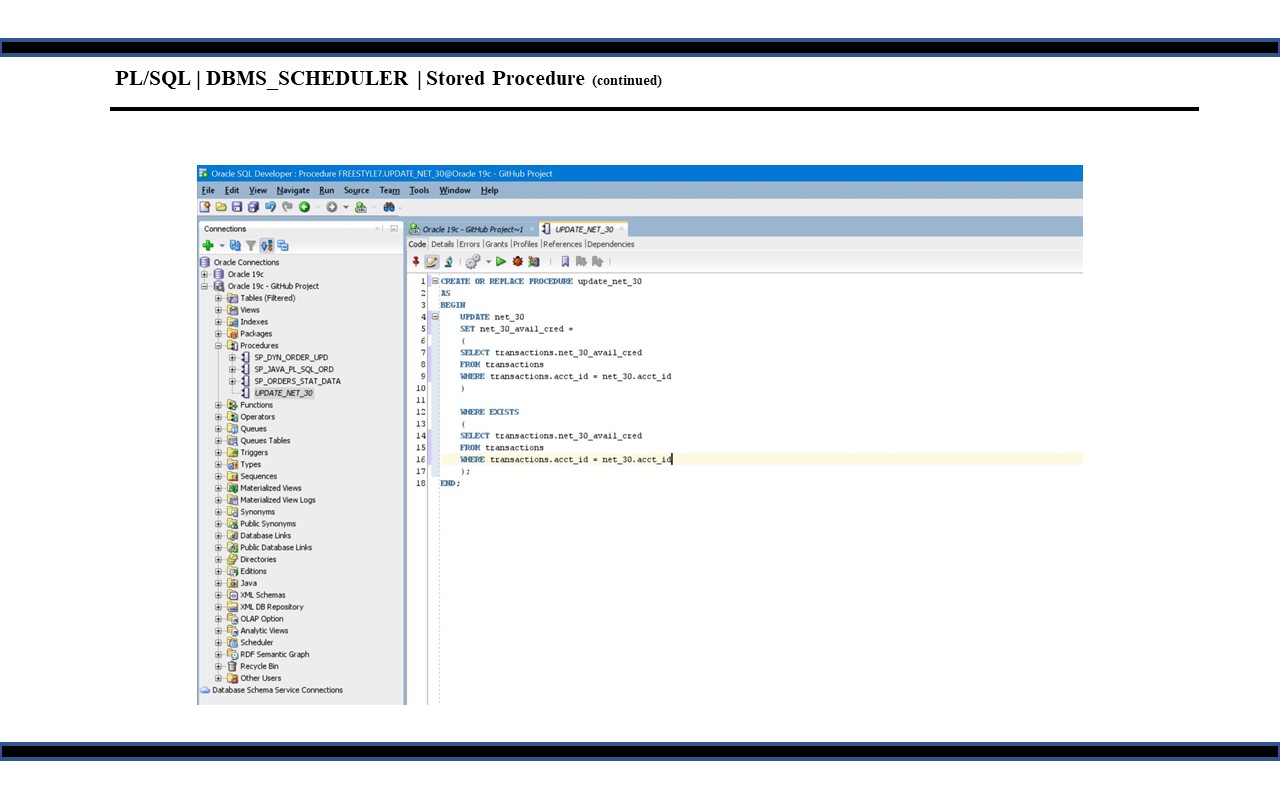 PL/SQL | DBMS_SCHEDULER | Stored Procedure (continued)
Oracle SQL Developer : Procedure FREESTYLE7.UPDATE_NET_30@Oracle 19c - GitHub Project
File Edit View Navigate Run Source Team Tools Window Help
Connections
Oracle Connections
Oracle 19c
Oracle 19c - GitHub Project
Tables (Filtered)
Views
Indexes
Packages
Procedures
SP_DYN_ORDER_UPD
SP_JAVA_PL_SQL_ORD
SP_ORDERS_STAT_DATA
UPDATE_NET_30
Functions
Operators
Queues
Queues Tables
Triggers
Types
Sequences
Materialized Views
Materialized View Logs
Synonyms
Public Synonyms
Database Links
Public Database Links
Directories
Editions
Java
XML Schemas
XML DB Repository
OLAP Option
Analytic Views
Scheduler
RDF Semantic Graph
Recycle Bin
Other Users
Database Schema Service Connections
Oracle 19c - GitHub Project~1 UPDATE_NET_30
Code Details |Errors |Grants |Profiles |References |Dependencies
1 CREATE OR REPLACE PROCEDURE update_net_30
2 AS
3 BEGIN
4 UPDATE net_30
5 SET net_30_avail_cred =
6 (
7 SELECT transactions.net_30_avail_cred
8 FROM transactions
9 WHERE transactions.acct_id = net_30.acct_id
10 )
11
12 WHERE EXISTS
13 (
14 SELECT transactions.net_30_avail_cred
15 FROM transactions
16 WHERE transactions.acct_id = net_30.acct_id
17 );
18 END;